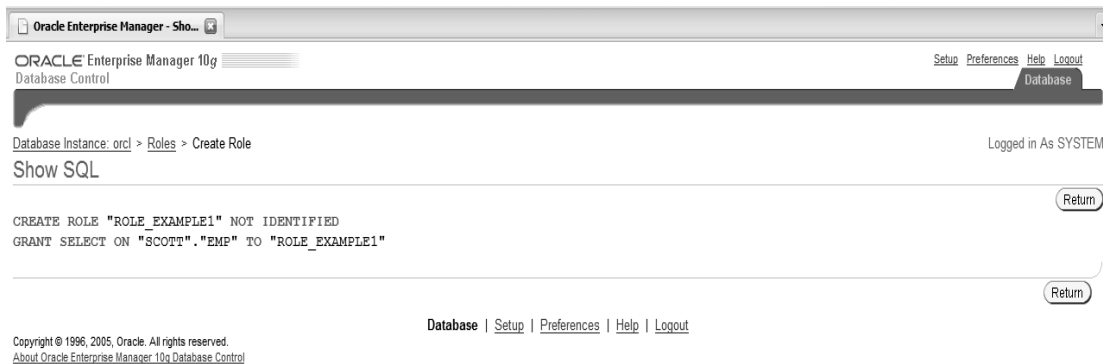 Oracle Enterprise Manager - Sho...
ORACLE Enterprise Manager 10g
Database Control
Setup Preferences Help Logout
Database
Database Instance: orcl > Roles > Create Role
Logged in As SYSTEM
Show SQL
Return
CREATE ROLE "ROLE_EXAMPLE1" NOT IDENTIFIED
GRANT SELECT ON "SCOTT"."EMP" TO "ROLE_EXAMPLE1"
Return
Database | Setup | Preferences | Help | Logout
Copyright © 1996, 2005, Oracle. All rights reserved.
About Oracle Enterprise Manager 10g Database Control